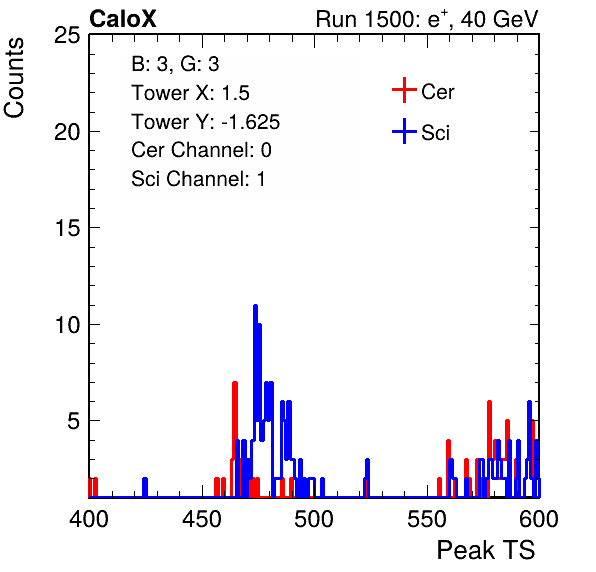 CaloX Run 1500: e⁺, 40 GeV
Counts
25
20
15
10
5
B: 3, G: 3
Tower X: 1.5
Tower Y: -1.625
Cer Channel: 0
Sci Channel: 1
Cer
Sci
400 450 500 550 600
Peak TS